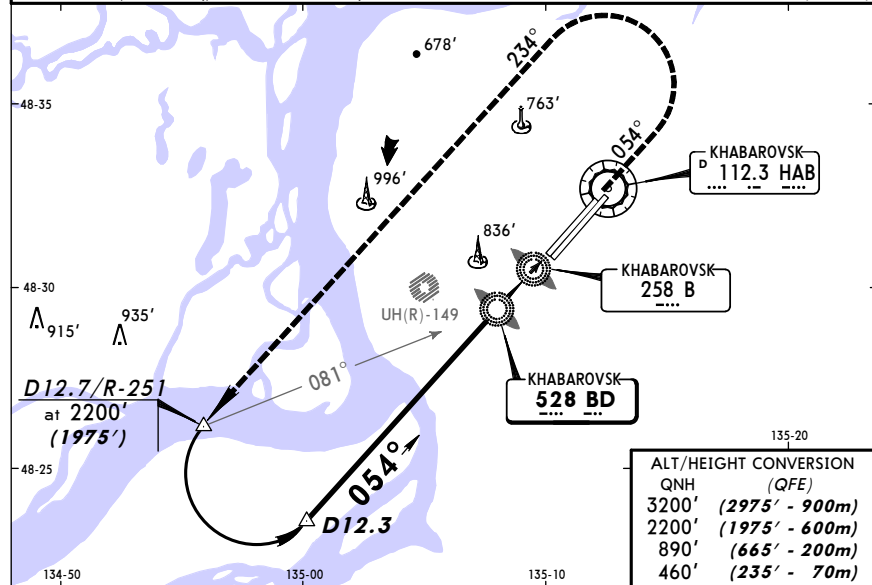 678'
234°
48-35
763'
054°
KHABAROVSK
D 112.3 HAB
996'
836'
KHABAROVSK
258 B
48-30
UH(R)-149
915'
935'
081°
KHABAROVSK
528 BD
D12.7/R-251
at 2200'
(1975')
054°
135-20
48-25
D12.3
ALT/HEIGHT CONVERSION
QNH (QFE)
3200' (2975' - 900m)
2200' (1975' - 600m)
890' (665' - 200m)
460' (235' - 70m)
134-50 135-00 135-10